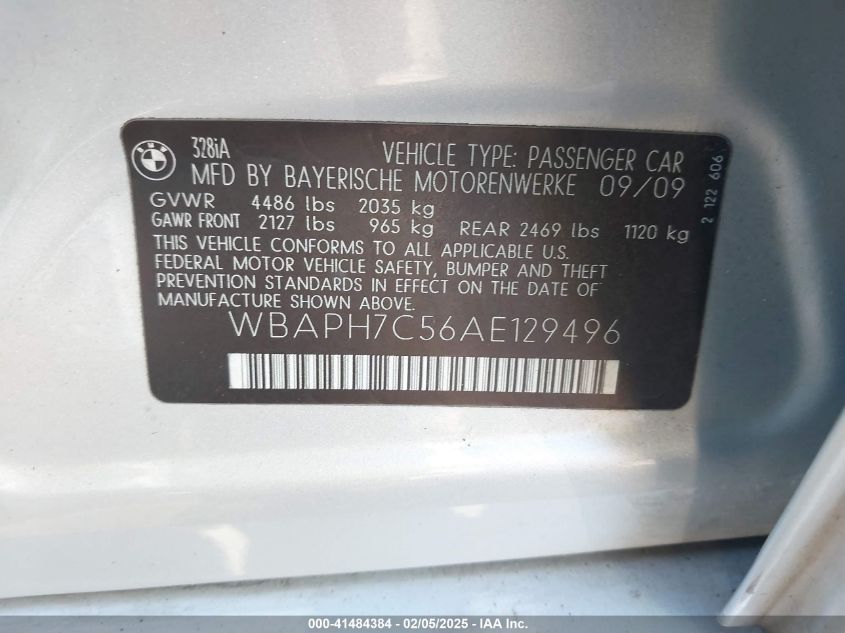 BMW
328iA
VEHICLE TYPE: PASSENGER CAR
MFD BY BAYERISCHE MOTORENWERKE 09/09
GVWR 4486 lbs 2035 kg
GAWR FRONT 2127 lbs 965 kg REAR 2469 lbs 1120 kg
THIS VEHICLE CONFORMS TO ALL APPLICABLE U.S.
FEDERAL MOTOR VEHICLE SAFETY, BUMPER AND THEFT
PREVENTION STANDARDS IN EFFECT ON THE DATE OF
MANUFACTURE SHOWN ABOVE.
WBAPH7C56AE129496
2 122 606
000-41484384 - 02/05/2025 - © IAA Holdings, LLC